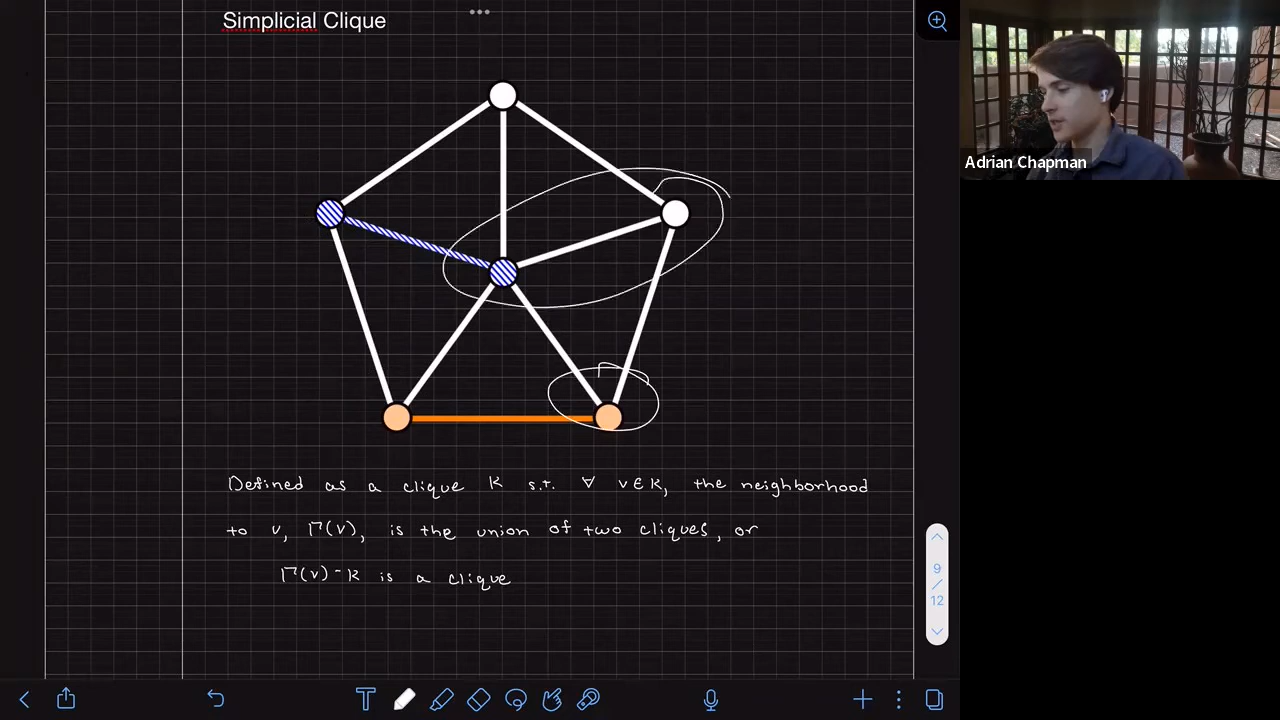 Simplicial Clique
Adrian Chapman
Defined as a clique K s.t. ∀ v ∈ K, the neighborhood
to v, Γ(v), is the union of two cliques, or
Γ(v) - K is a clique
9
/
12
T